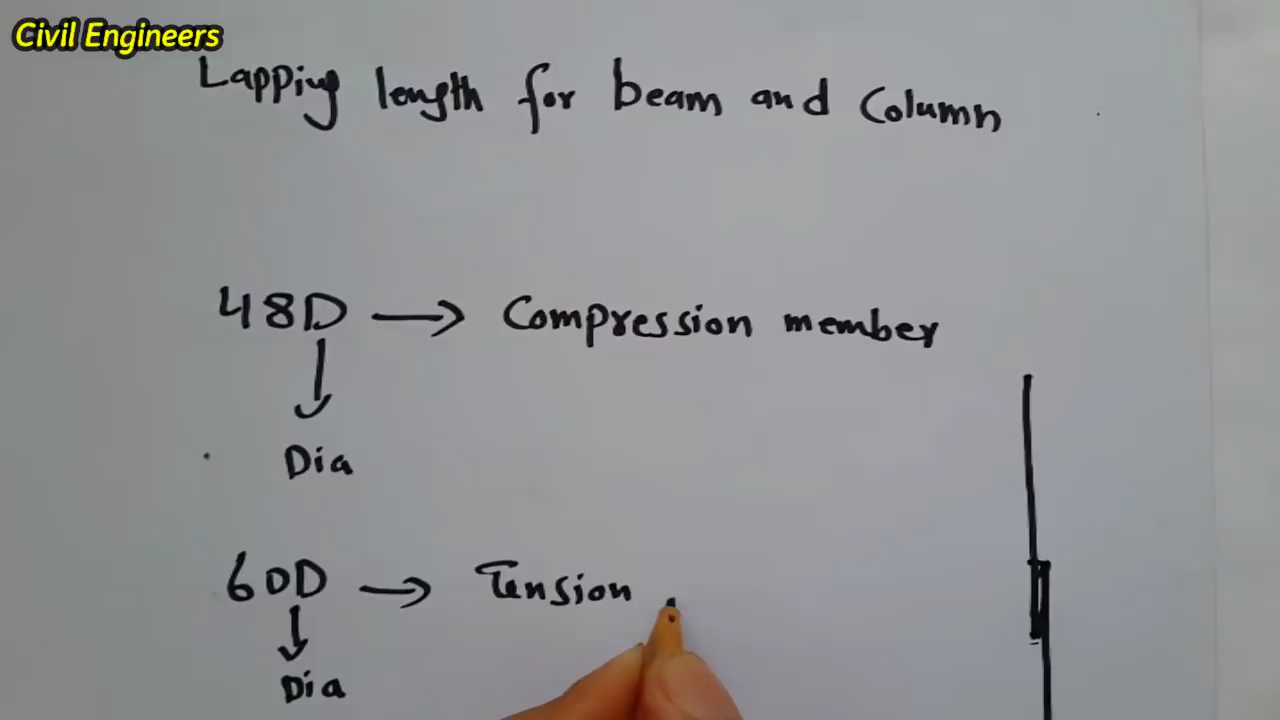 Civil Engineers
Lapping length for beam and Column
48D → Compression member
Dia
60D → Tension
Dia